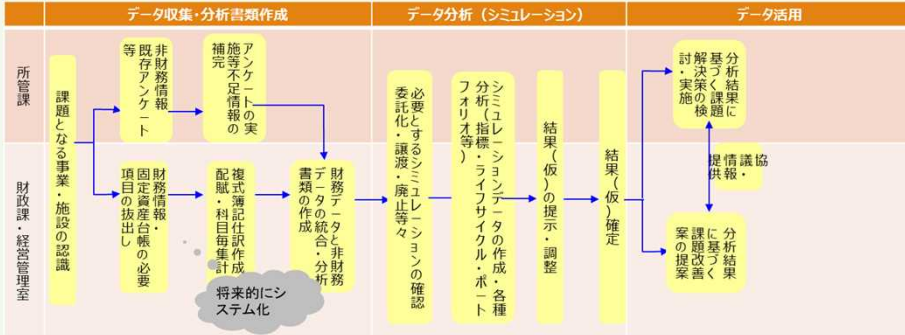 データ収集・分析書類作成
データ分析（シミュレーション）
データ活用
所管課
財政課・経営管理室
課題となる事業・施設の認識
非財務情報
既存アンケート
等
アンケートの実
施等不足情報の
補完
財務情報・
固定資産台帳の必要
項目の抜出し
複式簿記仕訳作成
配賦・科目毎集計
将来的にシ
ステム化
財務データと非財務
データの統合・分析
書類の作成
必要とするシミュレーションの確認
委託化・譲渡・廃止等々
シミュレーションデータの作成・各種
分析（指標・ライフサイクル・ポート
フォリオ等）
結果（仮）の提示・調整
結果（仮）確定
分析結果に
基づく課題
解決策の検
討・実施
協議・
情報
提供
分析結果
に基づく
課題改善
案の提案